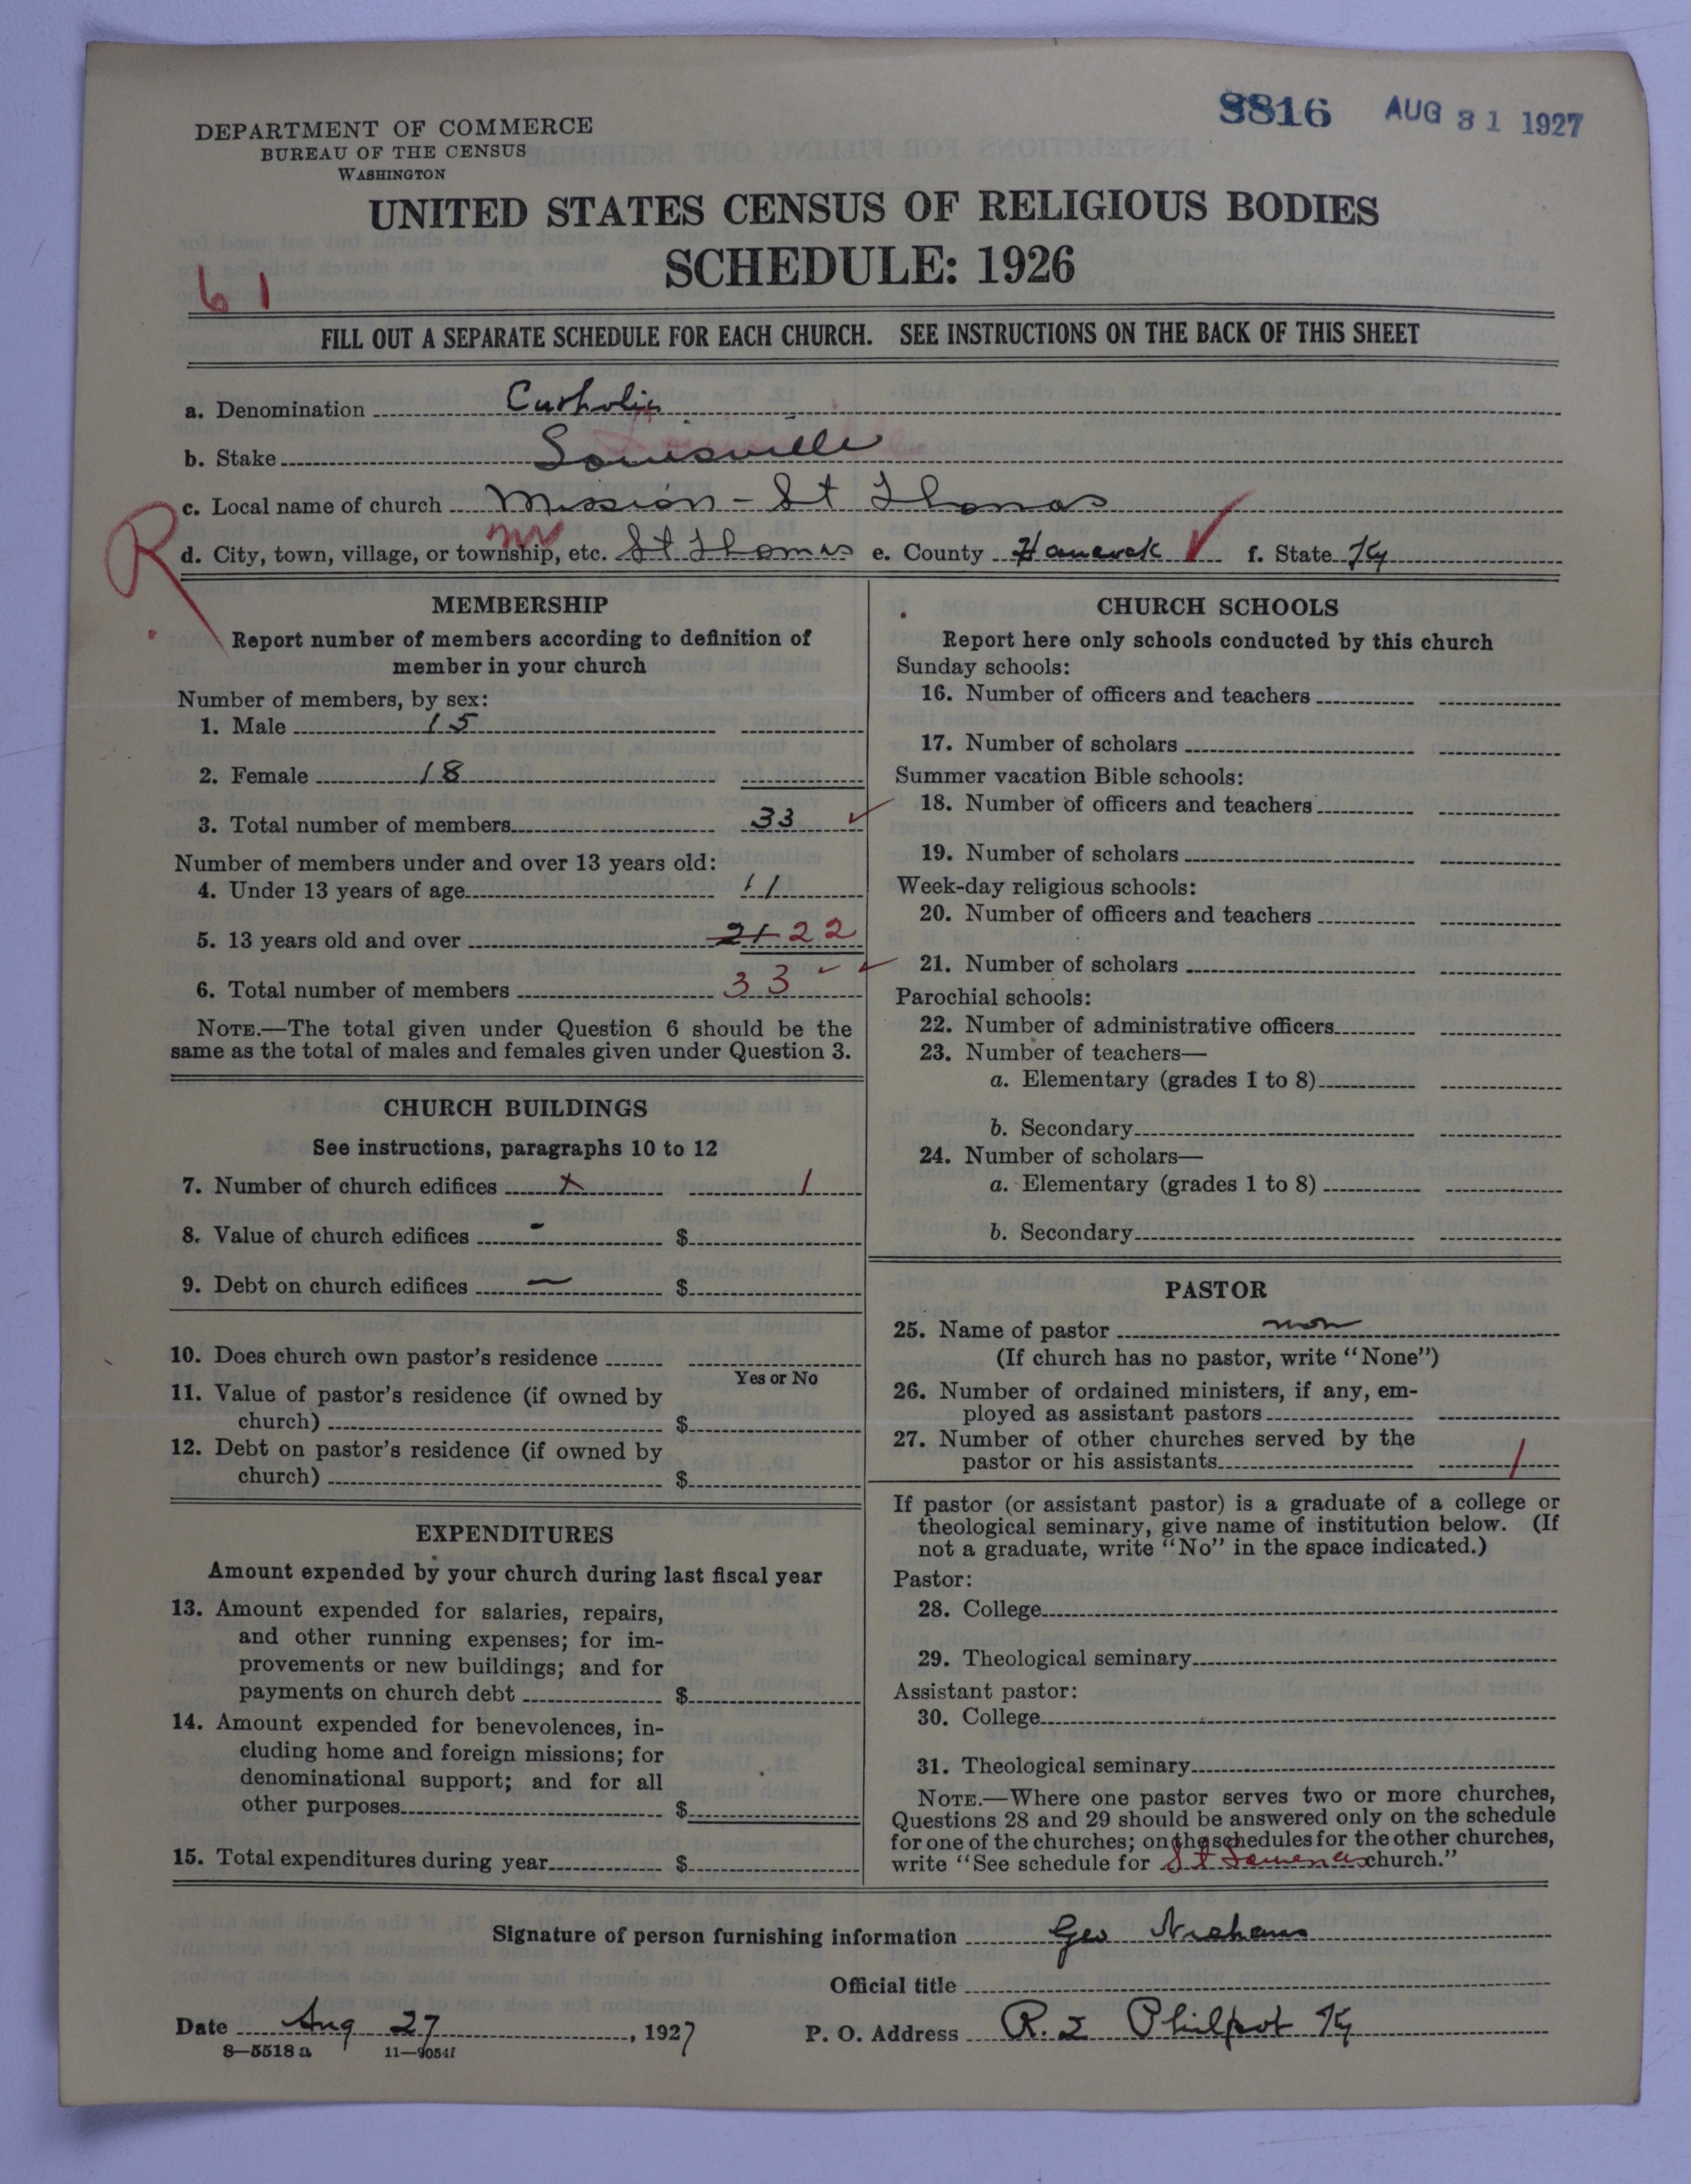 8816 AUG 31 1927
DEPARTMENT OF COMMERCE
BUREAU OF THE CENSUS
WASHINGTON
UNITED STATES CENSUS OF RELIGIOUS BODIES
SCHEDULE: 1926
61
FILL OUT A SEPARATE SCHEDULE FOR EACH CHURCH. SEE INSTRUCTIONS ON THE BACK OF THIS SHEET
a. Denomination Catholic
b. Stake Louisville
c. Local name of church Mission - St Thomas
R d. City, town, village, or township, etc. St Thomas e. County Hancock f. State Ky
MEMBERSHIP
Report number of members according to definition of
member in your church
Number of members, by sex:
1. Male 15
2. Female 18
3. Total number of members 33
Number of members under and over 13 years old:
4. Under 13 years of age 11
5. 13 years old and over 21 22
6. Total number of members 33
NOTE.—The total given under Question 6 should be the
same as the total of males and females given under Question 3.
CHURCH BUILDINGS
See instructions, paragraphs 10 to 12
7. Number of church edifices x 1
8. Value of church edifices - $
9. Debt on church edifices — $
10. Does church own pastor's residence
Yes or No
11. Value of pastor's residence (if owned by
church) $
12. Debt on pastor's residence (if owned by
church) $
EXPENDITURES
Amount expended by your church during last fiscal year
13. Amount expended for salaries, repairs,
and other running expenses; for im-
provements or new buildings; and for
payments on church debt $
14. Amount expended for benevolences, in-
cluding home and foreign missions; for
denominational support; and for all
other purposes $
15. Total expenditures during year $
CHURCH SCHOOLS
Report here only schools conducted by this church
Sunday schools:
16. Number of officers and teachers
17. Number of scholars
Summer vacation Bible schools:
18. Number of officers and teachers
19. Number of scholars
Week-day religious schools:
20. Number of officers and teachers
21. Number of scholars
Parochial schools:
22. Number of administrative officers
23. Number of teachers—
a. Elementary (grades 1 to 8)
b. Secondary
24. Number of scholars—
a. Elementary (grades 1 to 8)
b. Secondary
PASTOR
25. Name of pastor non
(If church has no pastor, write "None")
26. Number of ordained ministers, if any, em-
ployed as assistant pastors
27. Number of other churches served by the
pastor or his assistants 1
If pastor (or assistant pastor) is a graduate of a college or
theological seminary, give name of institution below. (If
not a graduate, write "No" in the space indicated.)
Pastor:
28. College
29. Theological seminary
Assistant pastor:
30. College
31. Theological seminary
NOTE.—Where one pastor serves two or more churches,
Questions 28 and 29 should be answered only on the schedule
for one of the churches; on the schedules for the other churches,
write "See schedule for St church."
Signature of person furnishing information Geo Niehaus
Official title
Date Aug 27, 1927 P. O. Address R. 2 Philpot Ky
8—5518 a 11—9054f